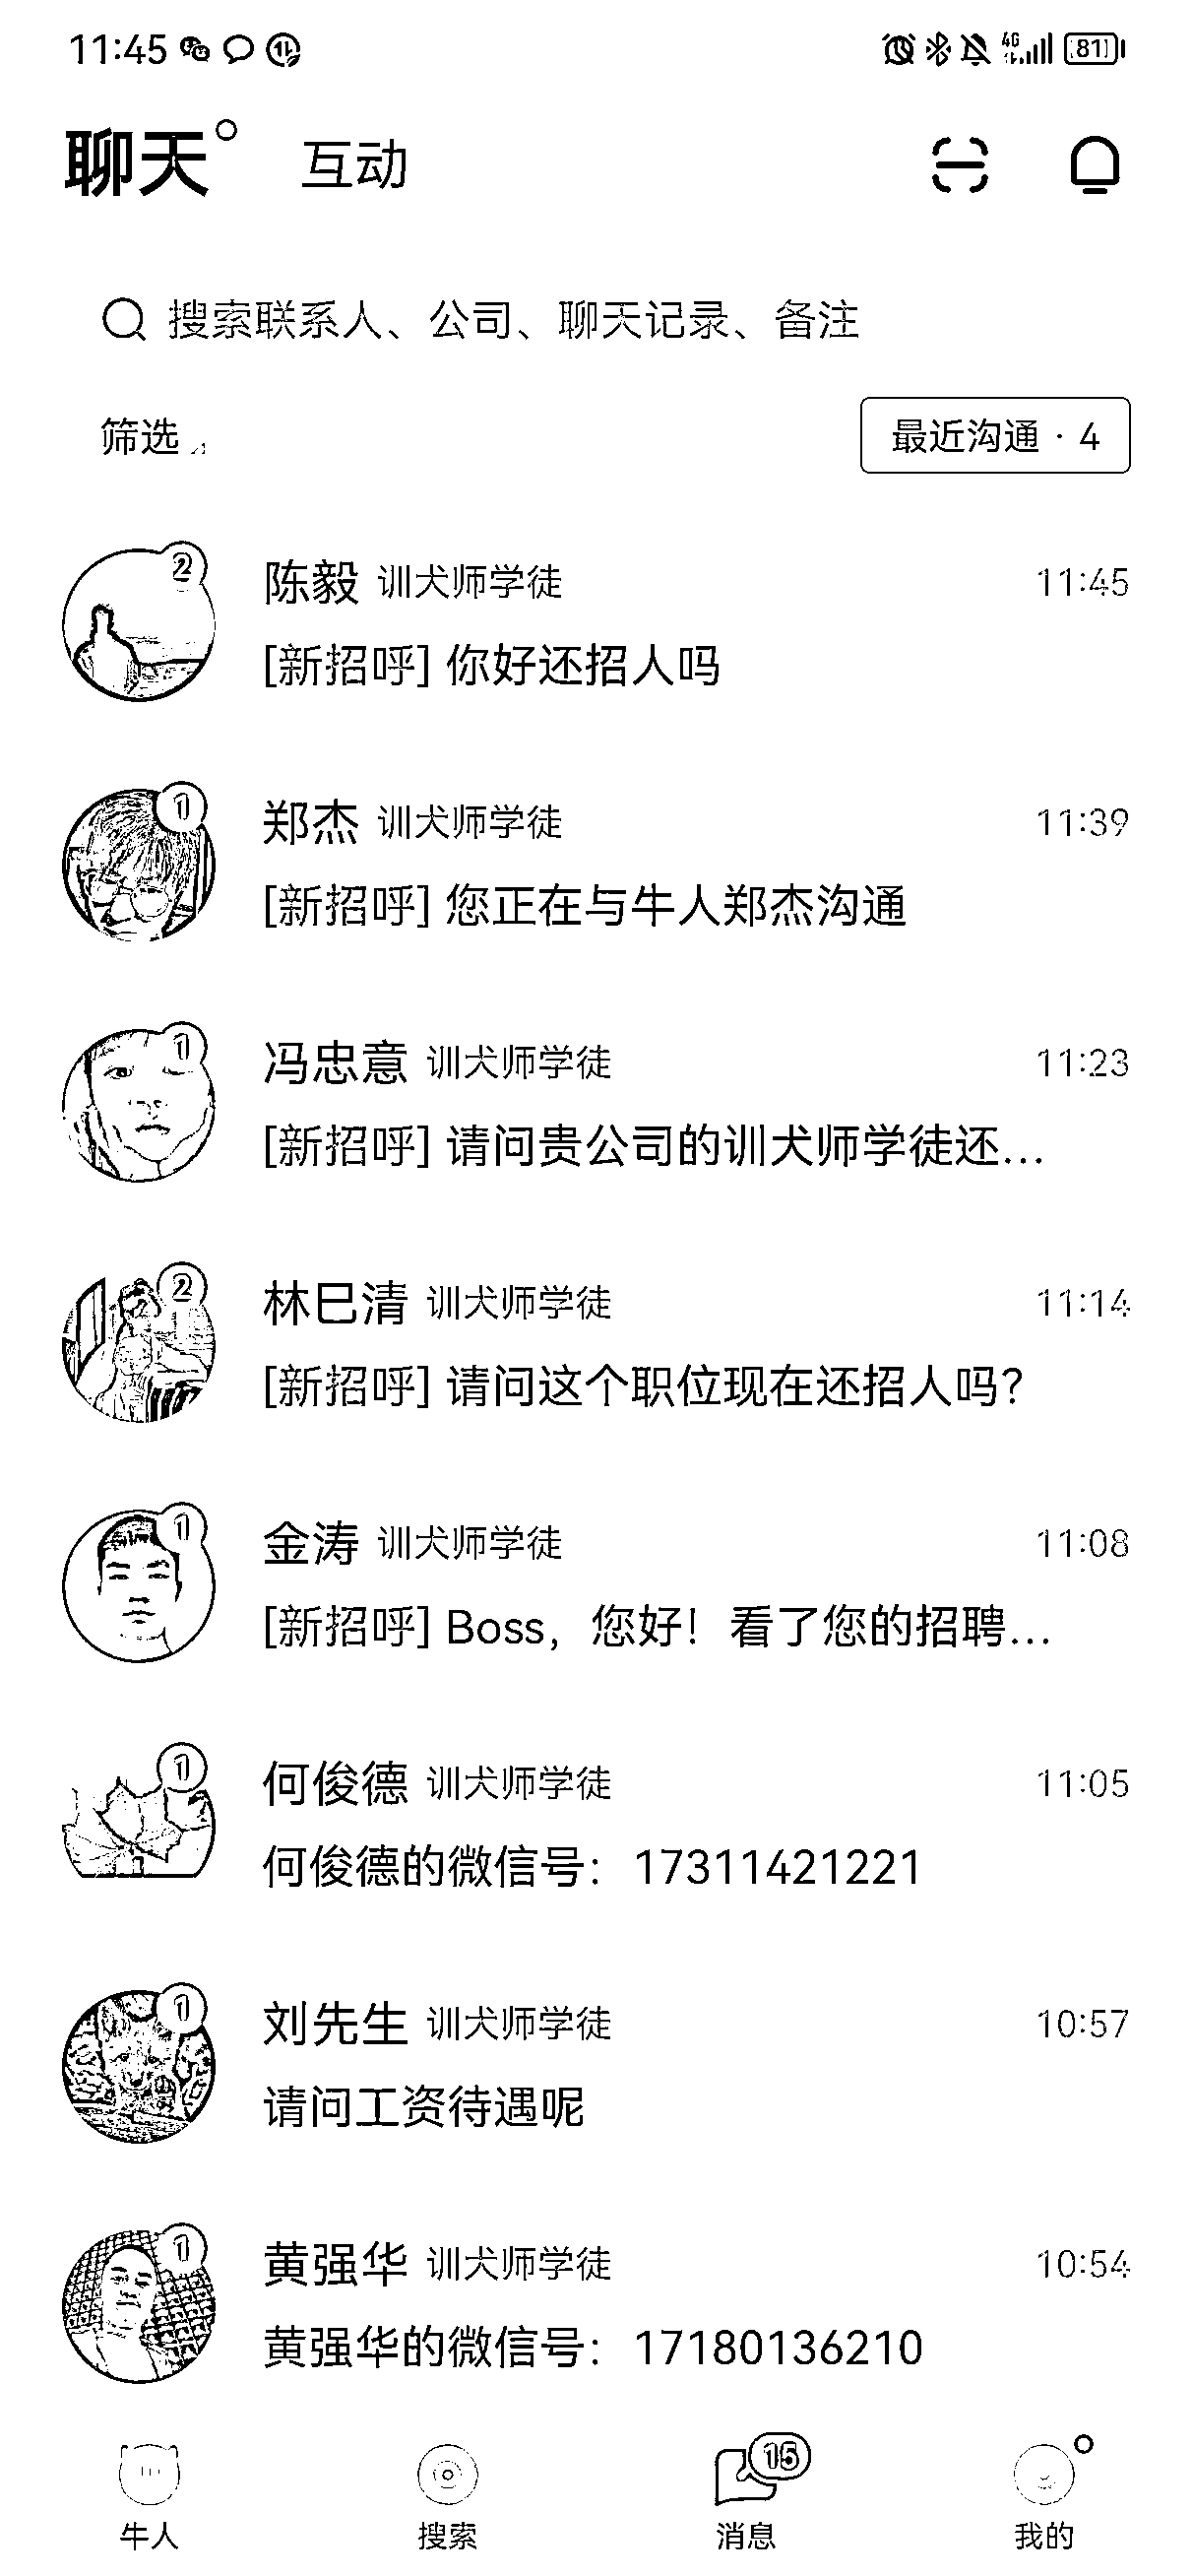 11:45 4G 81
聊天 互动
搜索联系人、公司、聊天记录、备注
筛选 最近沟通 · 4
2 陈毅 训犬师学徒 11:45
[新招呼] 你好还招人吗
1 郑杰 训犬师学徒 11:39
[新招呼] 您正在与牛人郑杰沟通
1 冯忠意 训犬师学徒 11:23
[新招呼] 请问贵公司的训犬师学徒还...
2 林巳清 训犬师学徒 11:14
[新招呼] 请问这个职位现在还招人吗?
1 金涛 训犬师学徒 11:08
[新招呼] Boss，您好！看了您的招聘...
1 何俊德 训犬师学徒 11:05
何俊德的微信号：17311421221
1 刘先生 训犬师学徒 10:57
请问工资待遇呢
1 黄强华 训犬师学徒 10:54
黄强华的微信号：17180136210
15
牛人 搜索 消息 我的